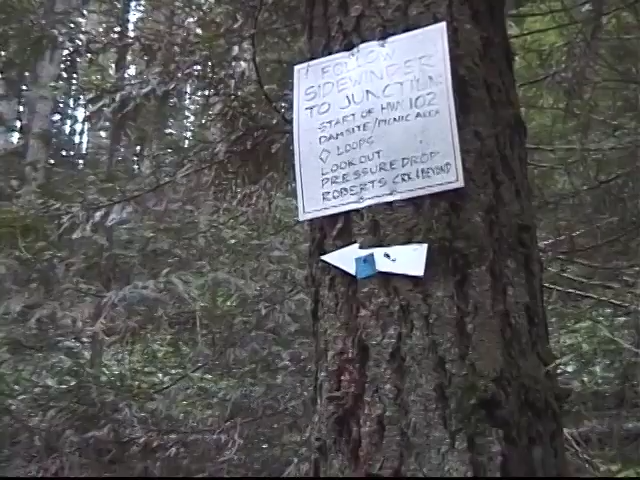 FOLLOW
SIDEWINDER
TO JUNCTION:
START OF HWY 102
DAMSITE/PICNIC AREA
◇ LOOPS
LOOKOUT
PRESSURE DROP
ROBERTS CRK & BEYOND